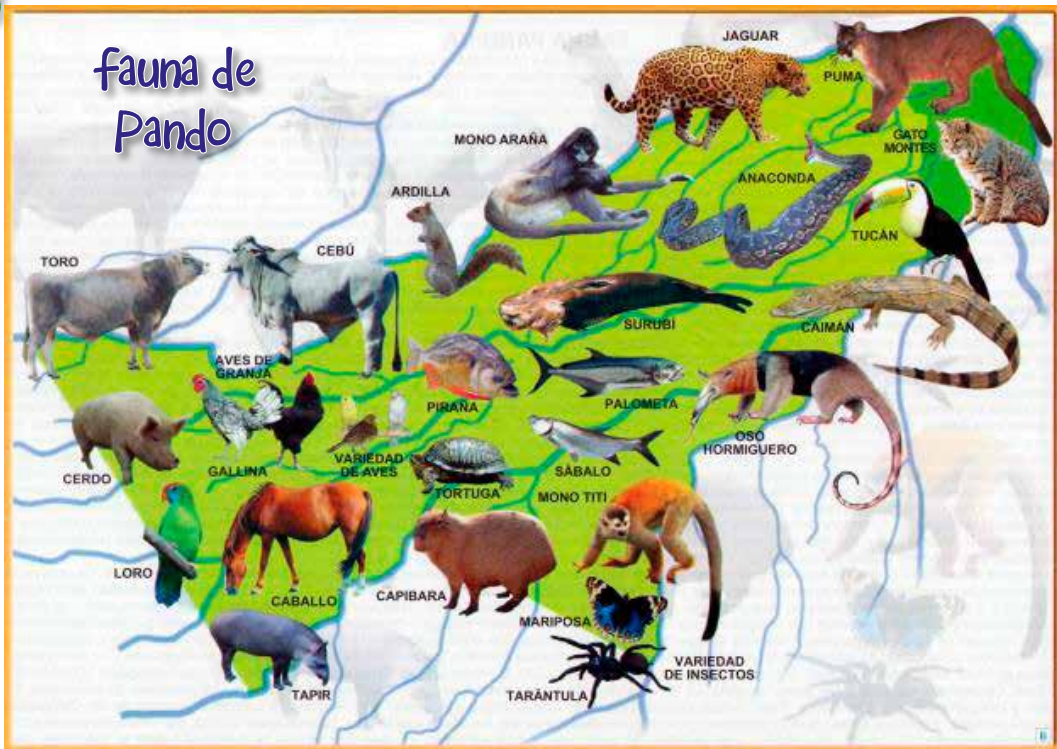 fauna de
Pando
JAGUAR
PUMA
MONO ARAÑA
GATO
MONTES
ANACONDA
ARDILLA
TUCÁN
CEBÚ
TORO
SURUBÍ
CAIMÁN
AVES DE
GRANJA
PIRAÑA
PALOMETA
OSO
HORMIGUERO
VARIEDAD
DE AVES
SÁBALO
GALLINA
CERDO
TORTUGA
MONO TITI
LORO
CABALLO
CAPIBARA
MARIPOSA
VARIEDAD
DE INSECTOS
TAPIR
TARÁNTULA